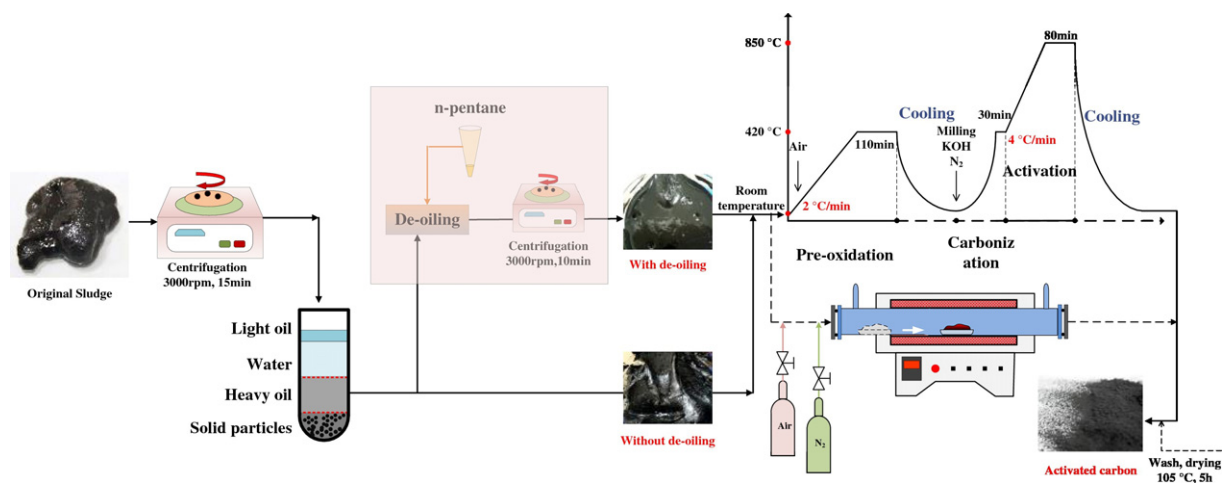 Original Sludge
Centrifugation
3000rpm, 15min
Light oil
Water
Heavy oil
Solid particles
n-pentane
De-oiling
Centrifugation
3000rpm,10min
With de-oiling
Without de-oiling
850 °C
420 °C
Room
temperature
Air
2 °C/min
110min
Cooling
Milling
KOH
N₂
30min
4 °C/min
80min
Activation
Cooling
Pre-oxidation
Carboniz
ation
Air
N₂
Activated carbon
Wash, drying
105 °C, 5h